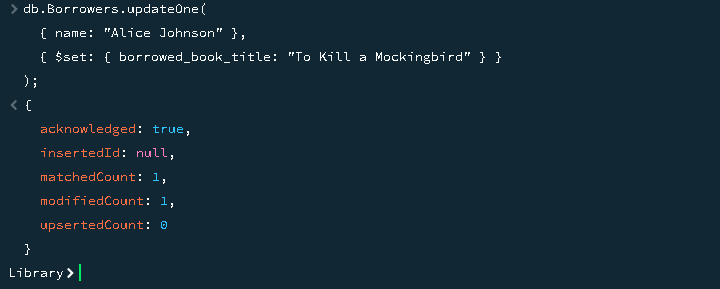 > db.Borrowers.updateOne(
{ name: "Alice Johnson" },
{ $set: { borrowed_book_title: "To Kill a Mockingbird" } }
);
< {
acknowledged: true,
insertedId: null,
matchedCount: 1,
modifiedCount: 1,
upsertedCount: 0
}
Library>